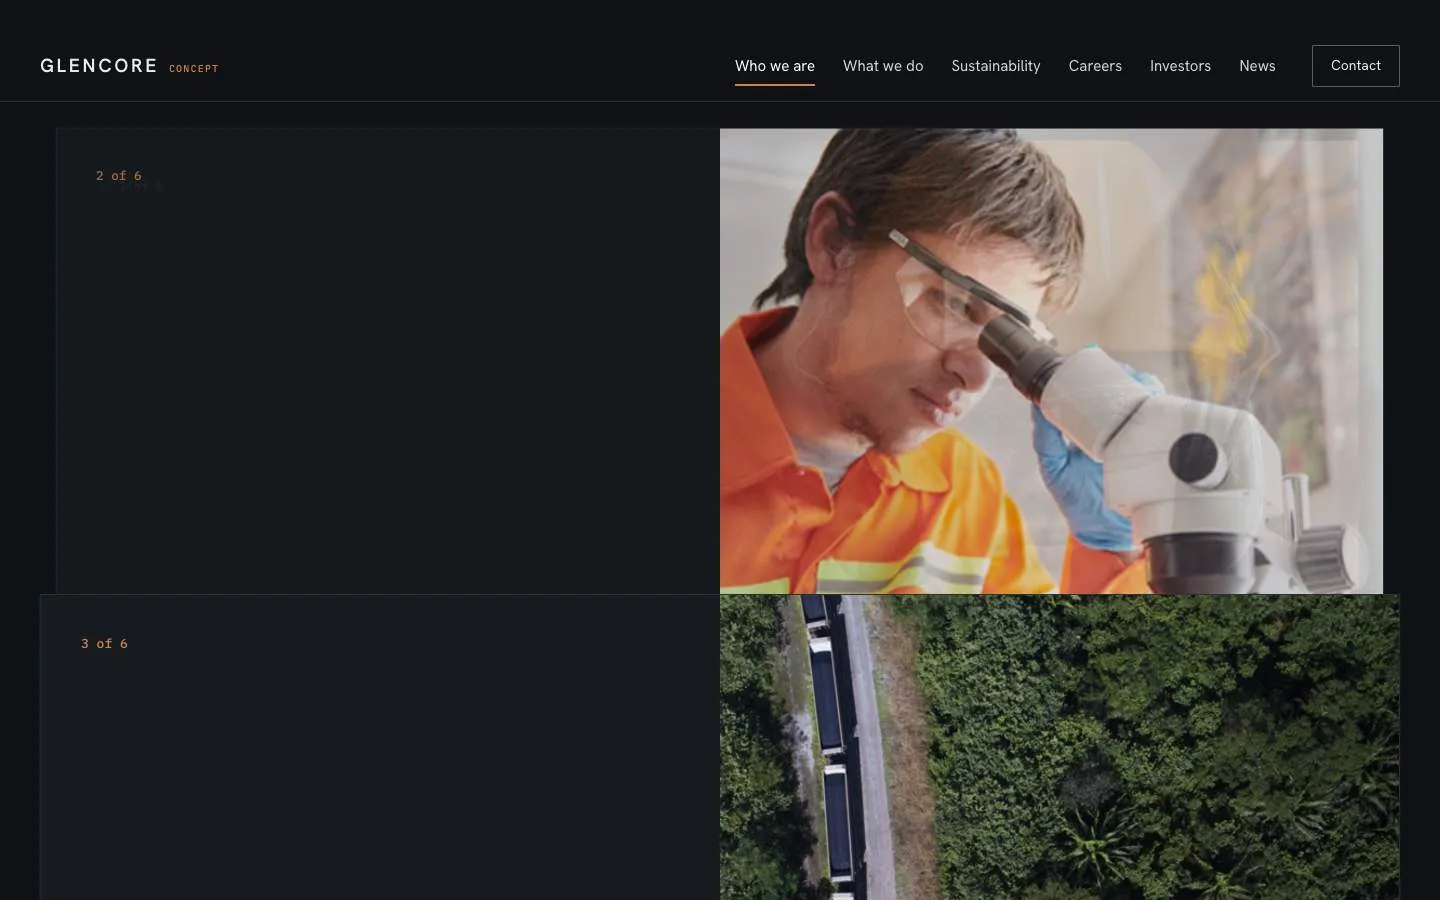 GLENCORE CONCEPT
Who we are What we do Sustainability Careers Investors News Contact
2 of 6
3 of 6